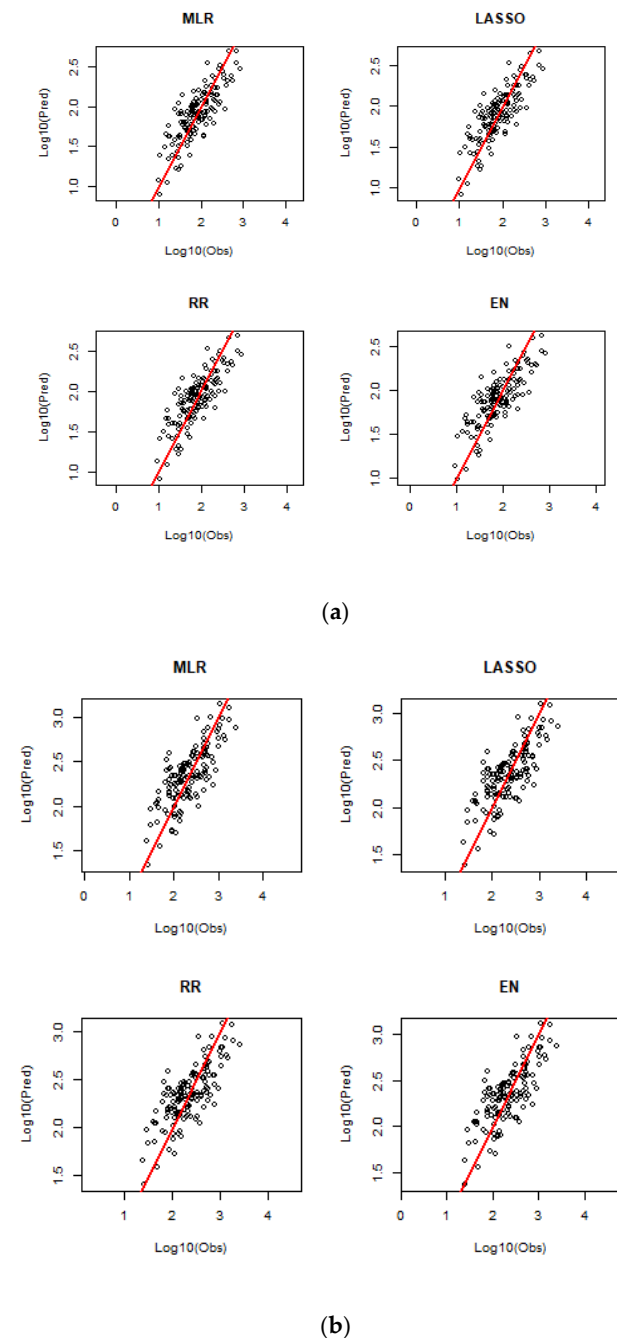 MLR LASSO
Log10(Pred) 1.0 1.5 2.0 2.5 Log10(Pred) 1.0 1.5 2.0 2.5
0 1 2 3 4 0 1 2 3 4
Log10(Obs) Log10(Obs)
RR EN
Log10(Pred) 1.0 1.5 2.0 2.5 Log10(Pred) 1.0 1.5 2.0 2.5
0 1 2 3 4 0 1 2 3 4
Log10(Obs) Log10(Obs)
(a)
MLR LASSO
Log10(Pred) 1.5 2.0 2.5 3.0 Log10(Pred) 1.5 2.0 2.5 3.0
0 1 2 3 4 1 2 3 4
Log10(Obs) Log10(Obs)
RR EN
Log10(Pred) 1.5 2.0 2.5 3.0 Log10(Pred) 1.5 2.0 2.5 3.0
1 2 3 4 0 1 2 3 4
Log10(Obs) Log10(Obs)
(b)